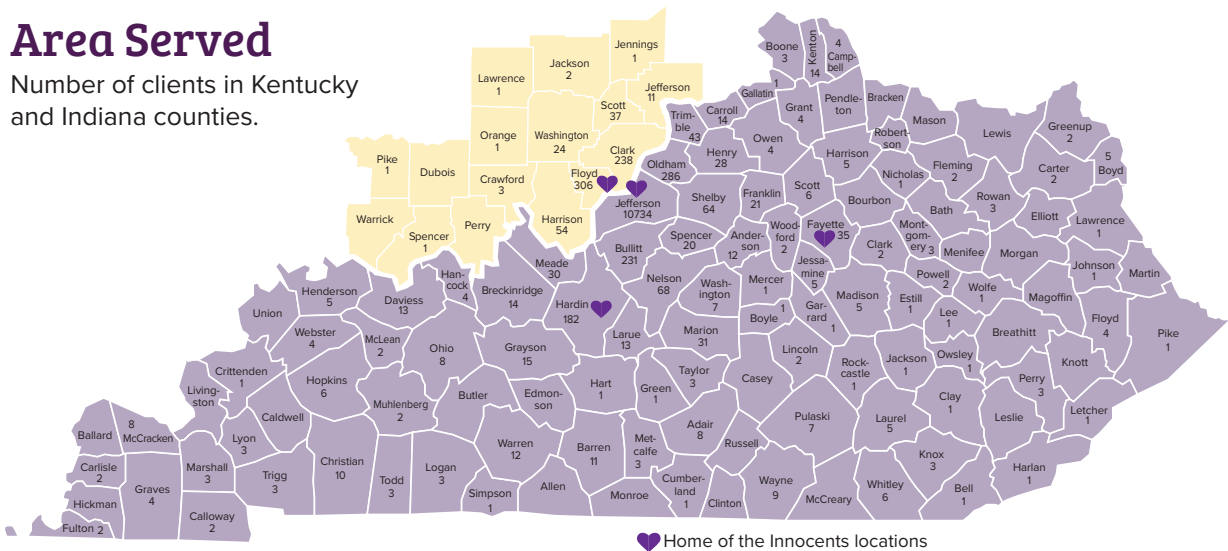 Area Served
Number of clients in Kentucky
and Indiana counties.
Jennings
1
Jackson
2
Lawrence
1
Jefferson
11
Scott
37
Orange
1
Washington
24
Clark
238
Pike
1
Dubois
Crawford
3
Floyd
306
Harrison
54
Warrick
Spencer
1
Perry
Boone
3
Kenton
14
4
Camp-
bell
Gallatin
1
Grant
4
Pendle-
ton
Bracken
Trim-
ble
43
Carroll
14
Owen
4
Robert-
son
Mason
Lewis
Greenup
2
Oldham
286
Henry
28
Harrison
5
Nicholas
1
Fleming
2
Carter
2
5
Boyd
Jefferson
10734
Shelby
64
Franklin
21
Scott
6
Bourbon
Rowan
3
Bath
Elliott
Lawrence
1
Bullitt
231
Spencer
20
Ander-
son
12
Wood-
ford
2
Fayette
35
Clark
2
Mont-
gom-
ery 3
Menifee
Morgan
Johnson
1
Martin
Meade
30
Han-
cock
4
Breckinridge
14
Hardin
182
Nelson
68
Wash-
ington
7
Mercer
1
Jessa-
mine
5
Madison
5
Powell
2
Estill
1
Wolfe
1
Lee
1
Magoffin
Floyd
4
Pike
1
Henderson
5
Daviess
13
Union
Webster
4
McLean
2
Ohio
8
Grayson
15
Larue
13
Marion
31
Boyle
1
Gar-
rard
1
Lincoln
2
Rock-
castle
1
Jackson
1
Owsley
1
Breathitt
Knott
Perry
3
Letcher
1
Crittenden
1
Living-
ston
Hopkins
6
Muhlenberg
2
Butler
Edmon-
son
Hart
1
Green
1
Taylor
3
Casey
Pulaski
7
Laurel
5
Clay
1
Leslie
Caldwell
Lyon
3
8
McCracken
Ballard
Carlisle
2
Marshall
3
Trigg
3
Christian
10
Todd
3
Logan
3
Warren
12
Barren
11
Met-
calfe
3
Adair
8
Russell
Knox
3
Harlan
1
Hickman
Graves
4
Calloway
2
Fulton 2
Simpson
1
Allen
Monroe
Cumber-
land
1
Clinton
Wayne
9
McCreary
Whitley
6
Bell
1
Home of the Innocents locations